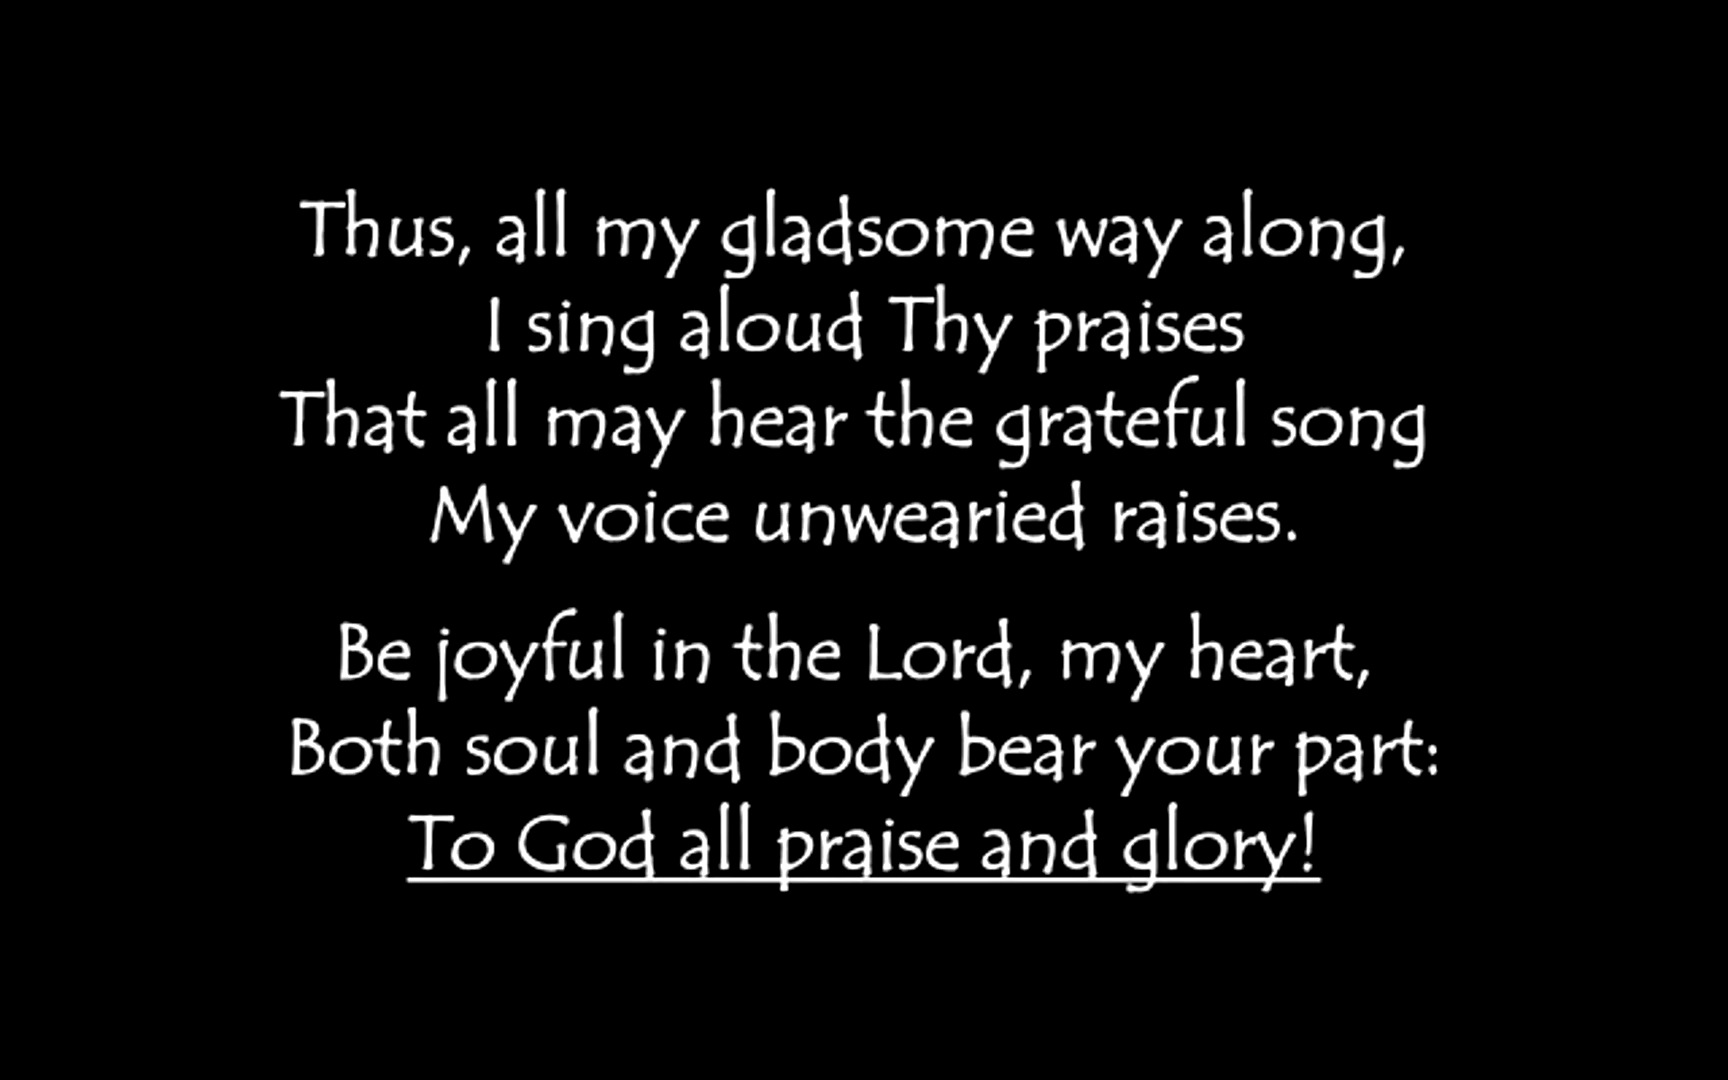 Thus, all my gladsome way along,
I sing aloud Thy praises
That all may hear the grateful song
My voice unwearied raises.
Be joyful in the Lord, my heart,
Both soul and body bear your part:
To God all praise and glory!